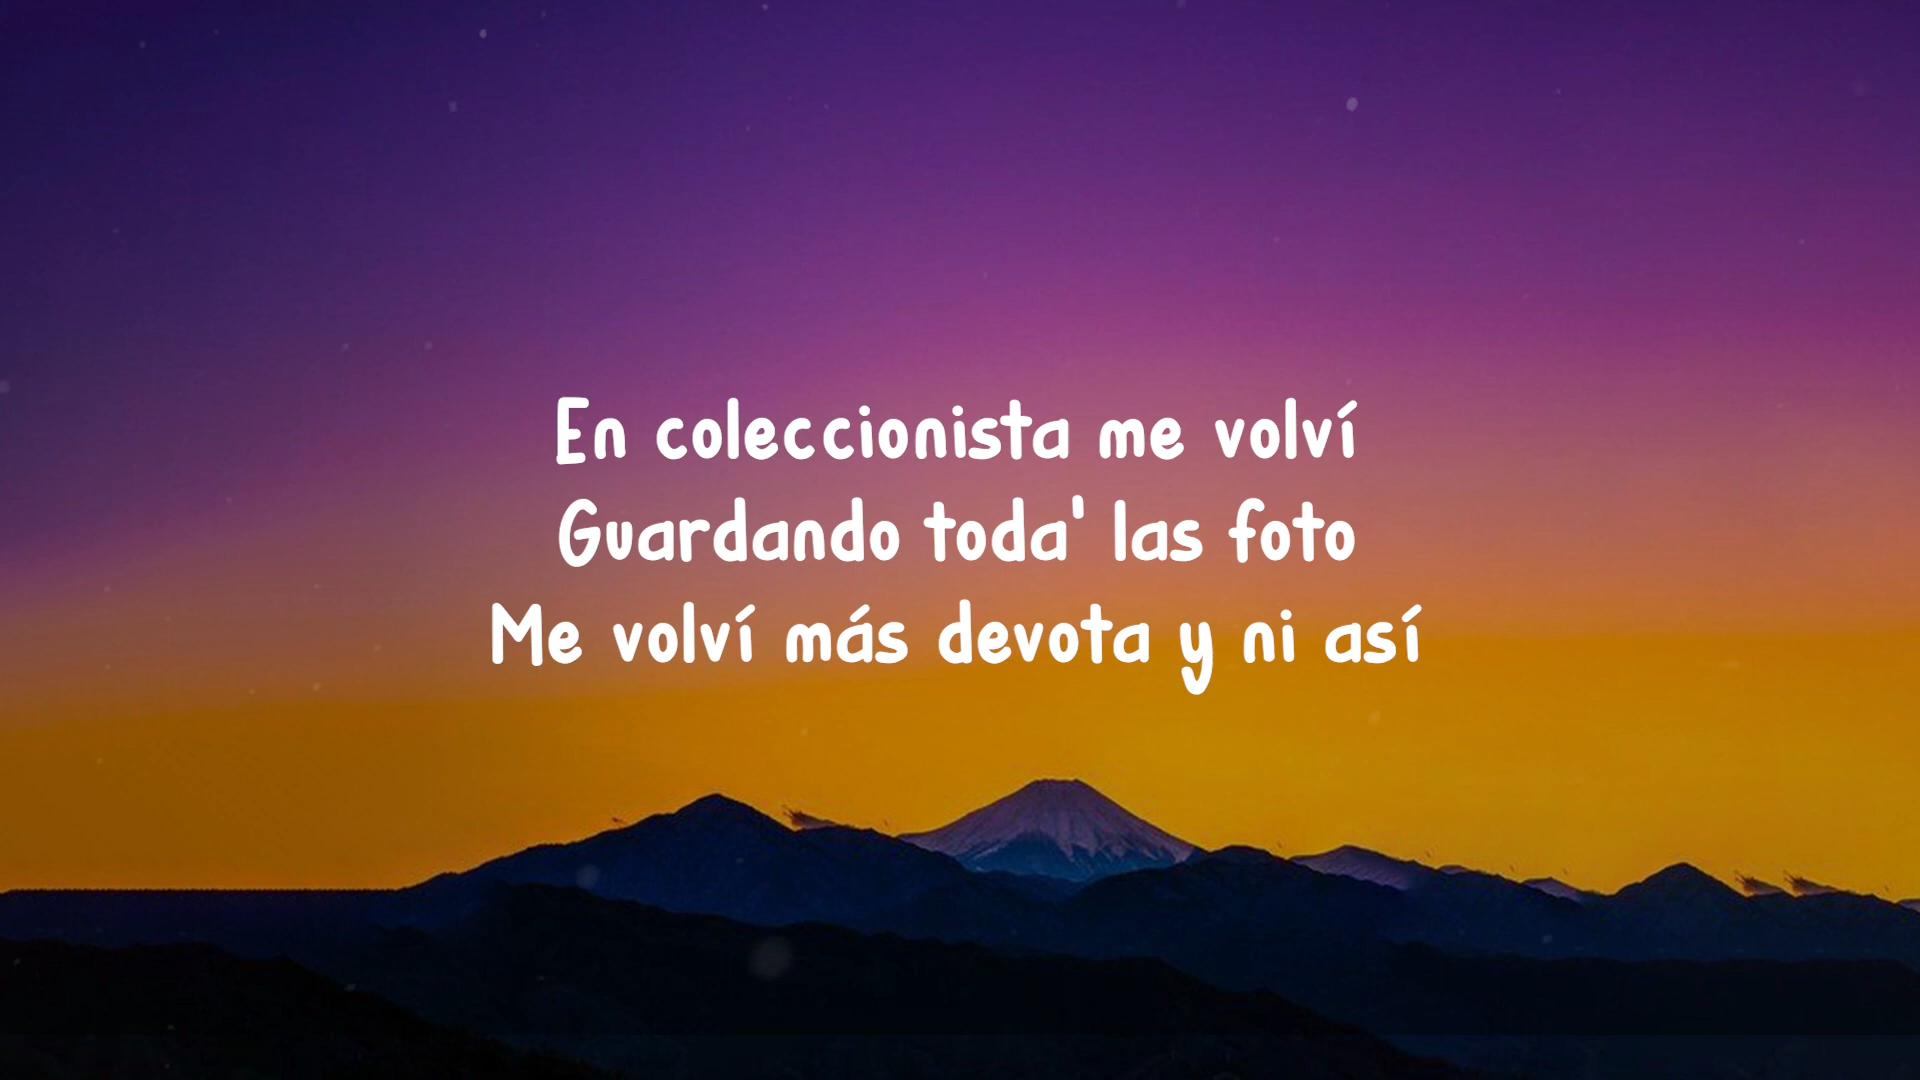 En coleccionista me volví
Guardando toda' las foto
Me volví más devota y ni así